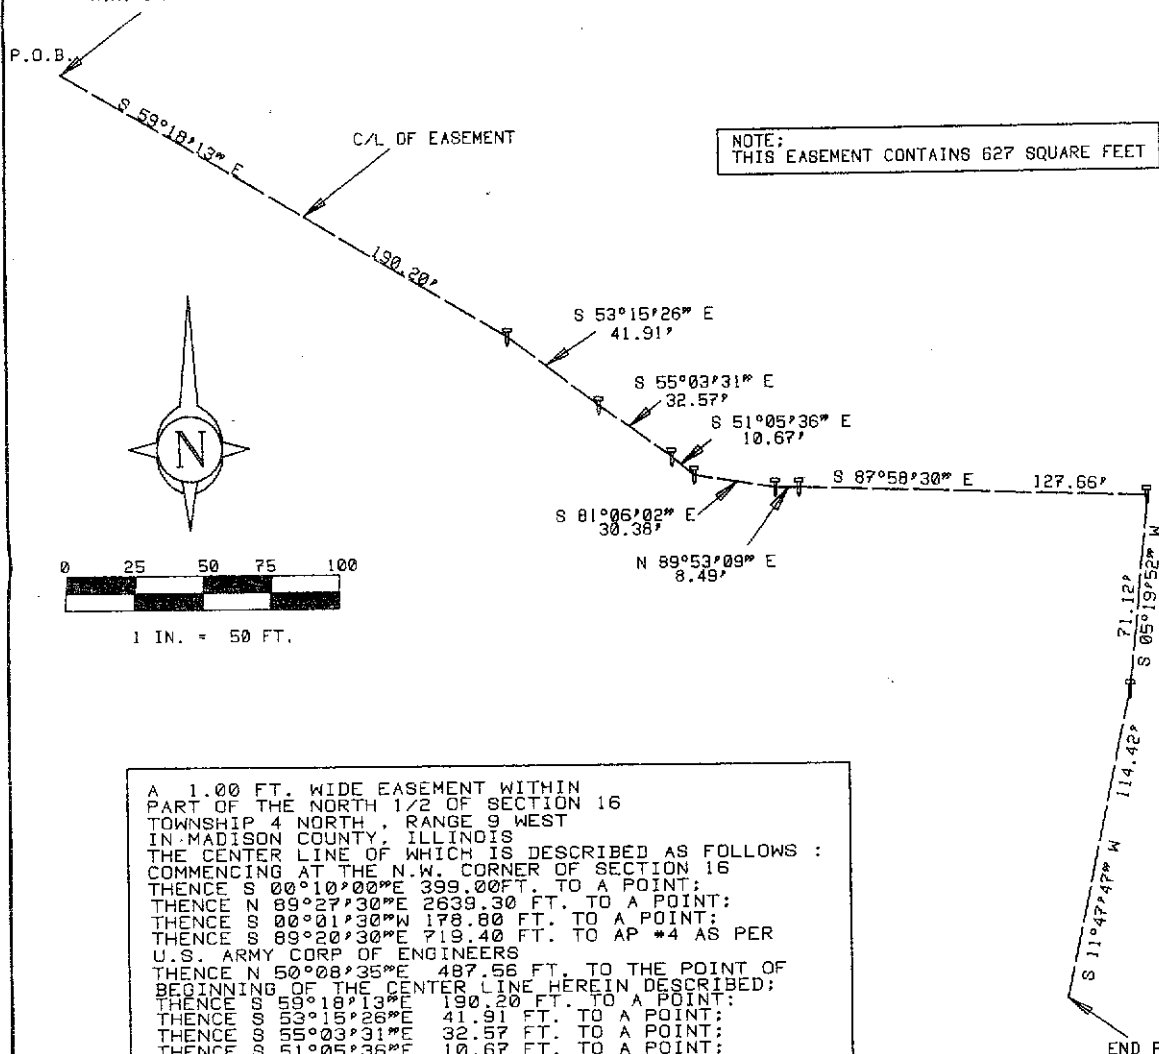 P.O.B.
S 59°18'13" E
C/L OF EASEMENT
NOTE:
THIS EASEMENT CONTAINS 627 SQUARE FEET
190.20'
S 53°15'26" E
41.91'
S 55°03'31" E
32.57'
S 51°05'36" E
10.67'
S 87°58'30" E 127.66'
S 81°06'02" E
30.38'
N 89°53'09" E
8.49'
N
0 25 50 75 100
1 IN. = 50 FT.
71.12'
S 05°19'52" W
114.42'
S 11°47'47" W
A 1.00 FT. WIDE EASEMENT WITHIN
PART OF THE NORTH 1/2 OF SECTION 16
TOWNSHIP 4 NORTH , RANGE 9 WEST
IN MADISON COUNTY, ILLINOIS
THE CENTER LINE OF WHICH IS DESCRIBED AS FOLLOWS :
COMMENCING AT THE N.W. CORNER OF SECTION 16
THENCE S 00°10'00"E 399.00FT. TO A POINT;
THENCE N 89°27'30"E 2639.30 FT. TO A POINT;
THENCE S 00°01'30"W 178.80 FT. TO A POINT;
THENCE S 89°20'30"E 719.40 FT. TO AP #4 AS PER
U.S. ARMY CORP OF ENGINEERS
THENCE N 50°08'35"E 487.56 FT. TO THE POINT OF
BEGINNING OF THE CENTER LINE HEREIN DESCRIBED;
THENCE S 59°18'13"E 190.20 FT. TO A POINT;
THENCE S 53°15'26"E 41.91 FT. TO A POINT;
THENCE S 55°03'31"E 32.57 FT. TO A POINT;
THENCE S 51°05'36"E 10.67 FT. TO A POINT;
END